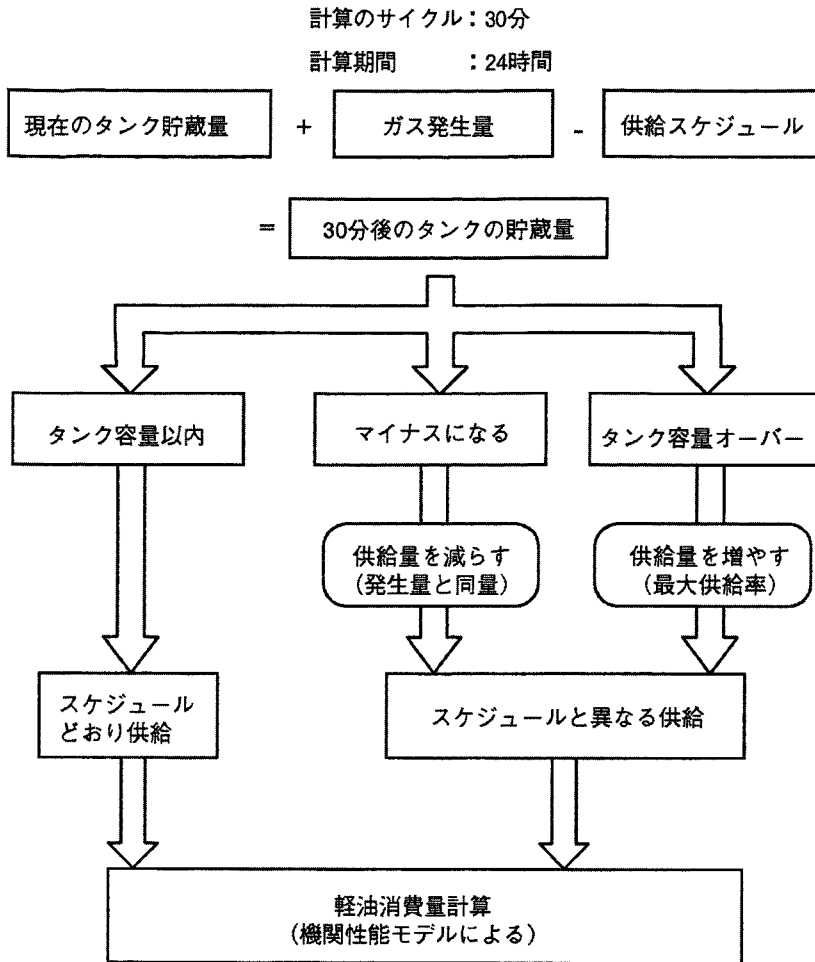 計算のサイクル：30分
計算期間　　　：24時間
現在のタンク貯蔵量 + ガス発生量 - 供給スケジュール
= 30分後のタンクの貯蔵量
タンク容量以内
マイナスになる
タンク容量オーバー
供給量を減らす
(発生量と同量)
供給量を増やす
(最大供給率)
スケジュール
どおり供給
スケジュールと異なる供給
軽油消費量計算
(機関性能モデルによる)